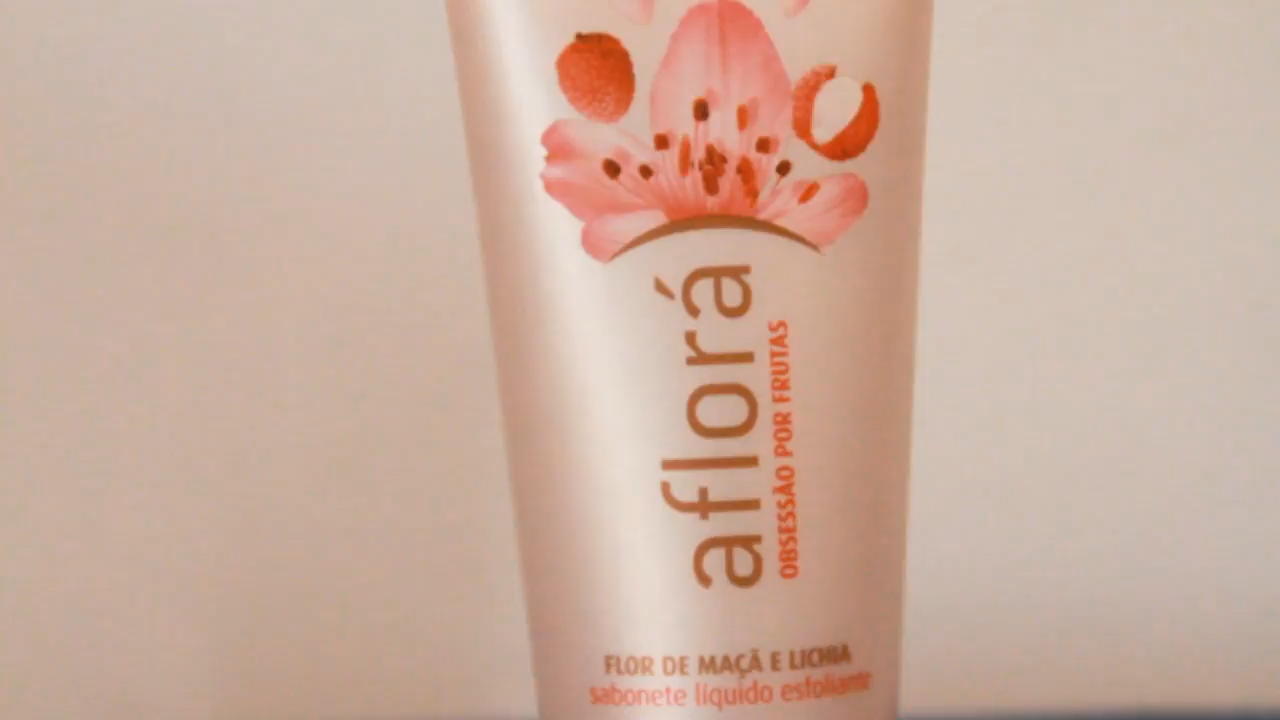 aflorá
OBSESSÃO POR FRUTAS
FLOR DE MAÇÃ E LICHIA
sabonete líquido esfoliante